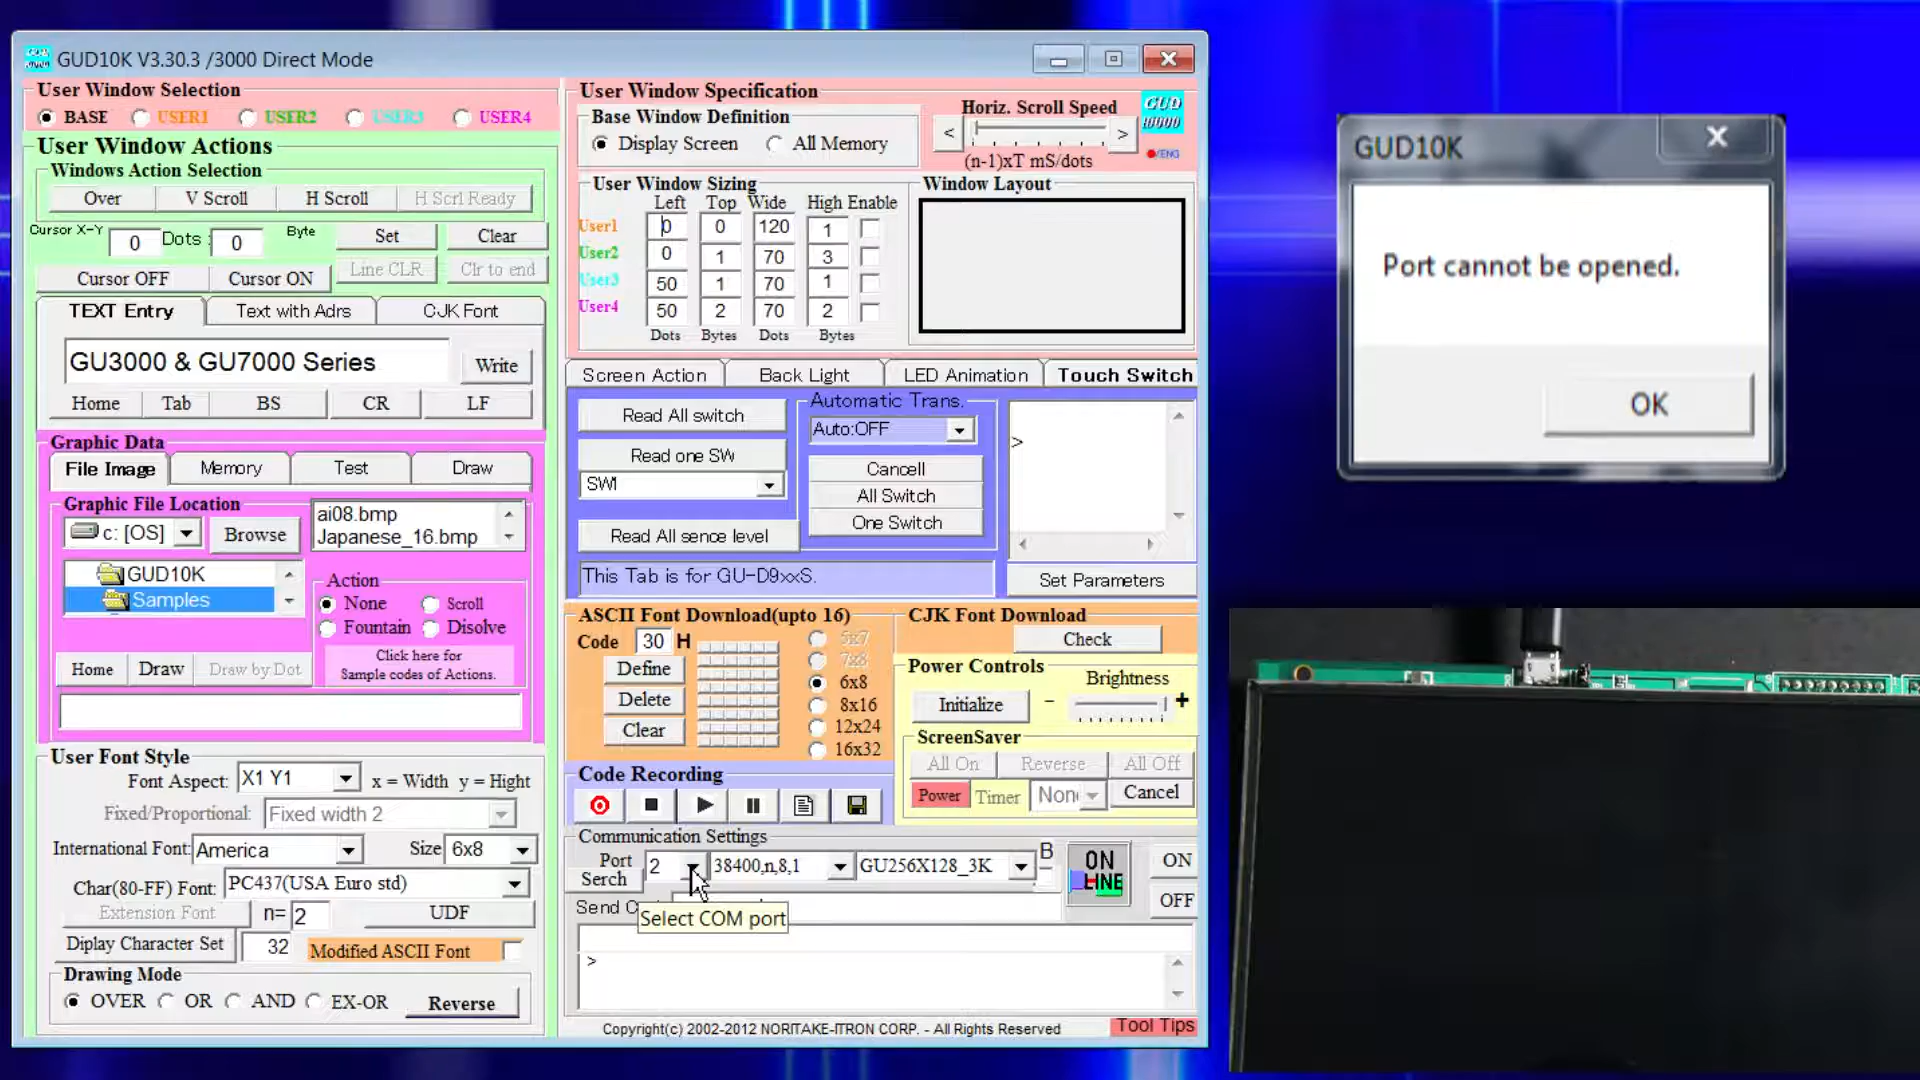 GUD10K V3.30.3 /3000 Direct Mode
User Window Selection
BASE USER1 USER2 USER3 USER4
User Window Actions
Windows Action Selection
Over V Scroll H Scroll H Scrl Ready
Cursor X-Y 0 Dots : 0 Byte Set Clear
Cursor OFF Cursor ON Line CLR Clr to end
TEXT Entry Text with Adrs CJK Font
GU3000 & GU7000 Series Write
Home Tab BS CR LF
Graphic Data
File Image Memory Test Draw
Graphic File Location
c: [OS] Browse
ai08.bmp
Japanese_16.bmp
GUD10K
Samples
Action
None Scroll
Fountain Disolve
Click here for
Sample codes of Actions.
Home Draw Draw by Dot
User Font Style
Font Aspect: X1 Y1 x = Width y = Hight
Fixed/Proportional: Fixed width 2
International Font: America Size 6x8
Char(80-FF) Font: PC437(USA Euro std)
Extension Font n= 2 UDF
Diplay Character Set 32 Modified ASCII Font
Drawing Mode
OVER OR AND EX-OR Reverse
User Window Specification
Base Window Definition
Display Screen All Memory
Horiz. Scroll Speed
< >
(n-1)xT mS/dots
GUD
10000
/ENG
User Window Sizing
Left Top Wide High Enable
User1 0 0 120 1
User2 0 1 70 3
User3 50 1 70 1
User4 50 2 70 2
Dots Bytes Dots Bytes
Window Layout
Screen Action Back Light LED Animation Touch Switch
Read All switch
Read one SW
SW1
Read All sence level
Automatic Trans.
Auto:OFF
Cancell
All Switch
One Switch
>
This Tab is for GU-D9xxS.
Set Parameters
ASCII Font Download(upto 16)
Code 30 H
Define
Delete
Clear
5x7
7x8
6x8
8x16
12x24
16x32
CJK Font Download
Check
Power Controls
Initialize
Brightness
- +
ScreenSaver
All On Reverse All Off
Power Timer Cancel
Code Recording
Communication Settings
Port
Serch
2 38400,n,8,1 GU256X128_3K B
ON
LINE
ON
OFF
Send
Select COM port
>
Copyright(c) 2002-2012 NORITAKE-ITRON CORP. - All Rights Reserved
Tool Tips
GUD10K
Port cannot be opened.
OK